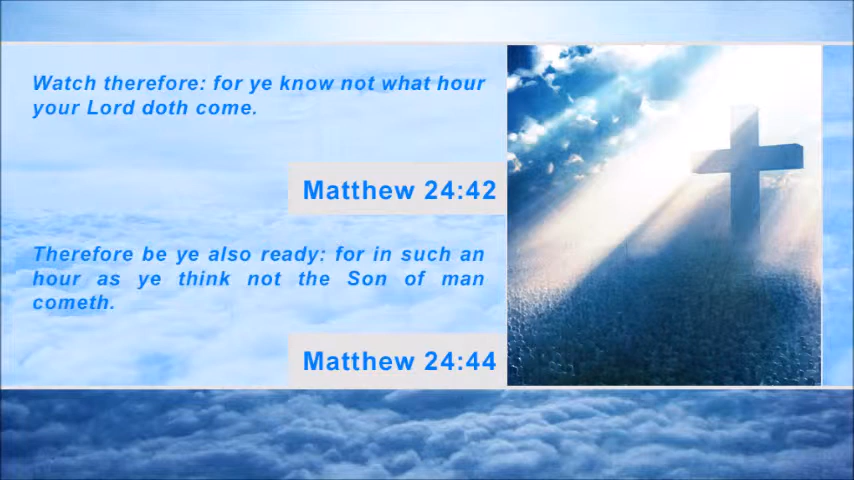 Watch therefore: for ye know not what hour
your Lord doth come.
Matthew 24:42
Therefore be ye also ready: for in such an
hour as ye think not the Son of man
cometh.
Matthew 24:44